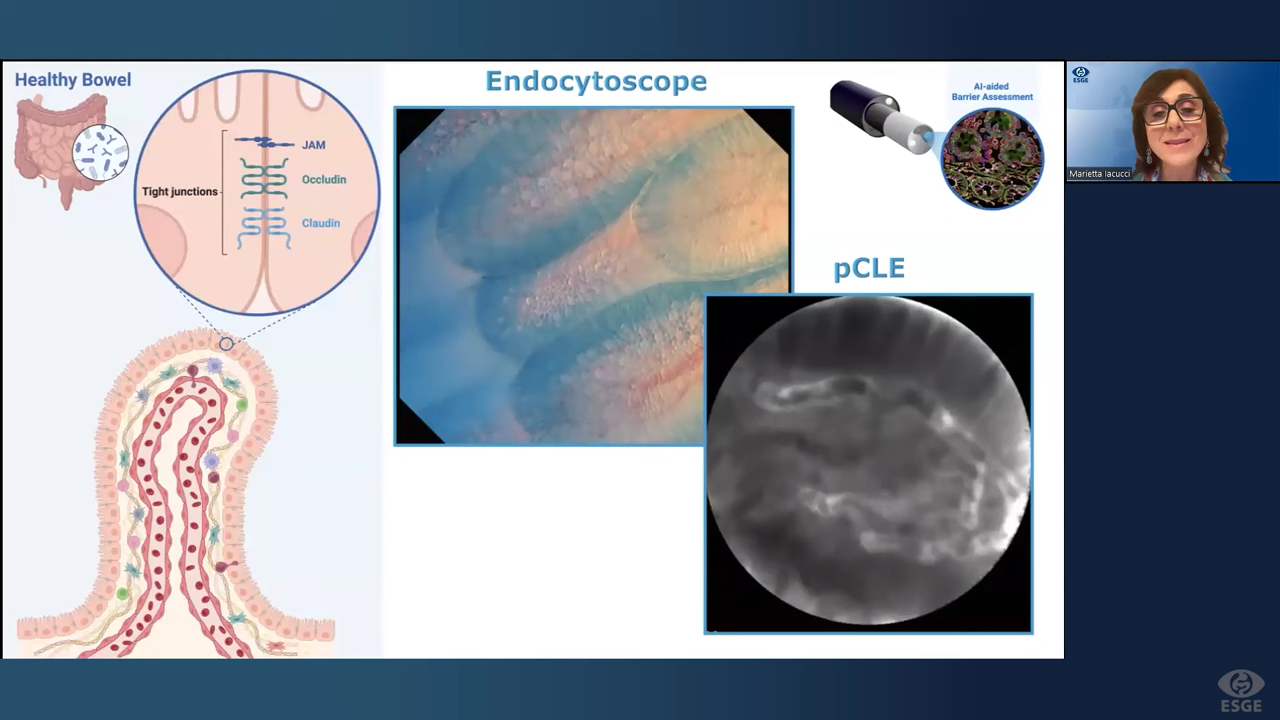 Healthy Bowel
JAM
Tight junctions
Occludin
Claudin
Endocytoscope
AI-aided
Barrier Assessment
pCLE
ESGE
Marietta Iacucci
ESGE